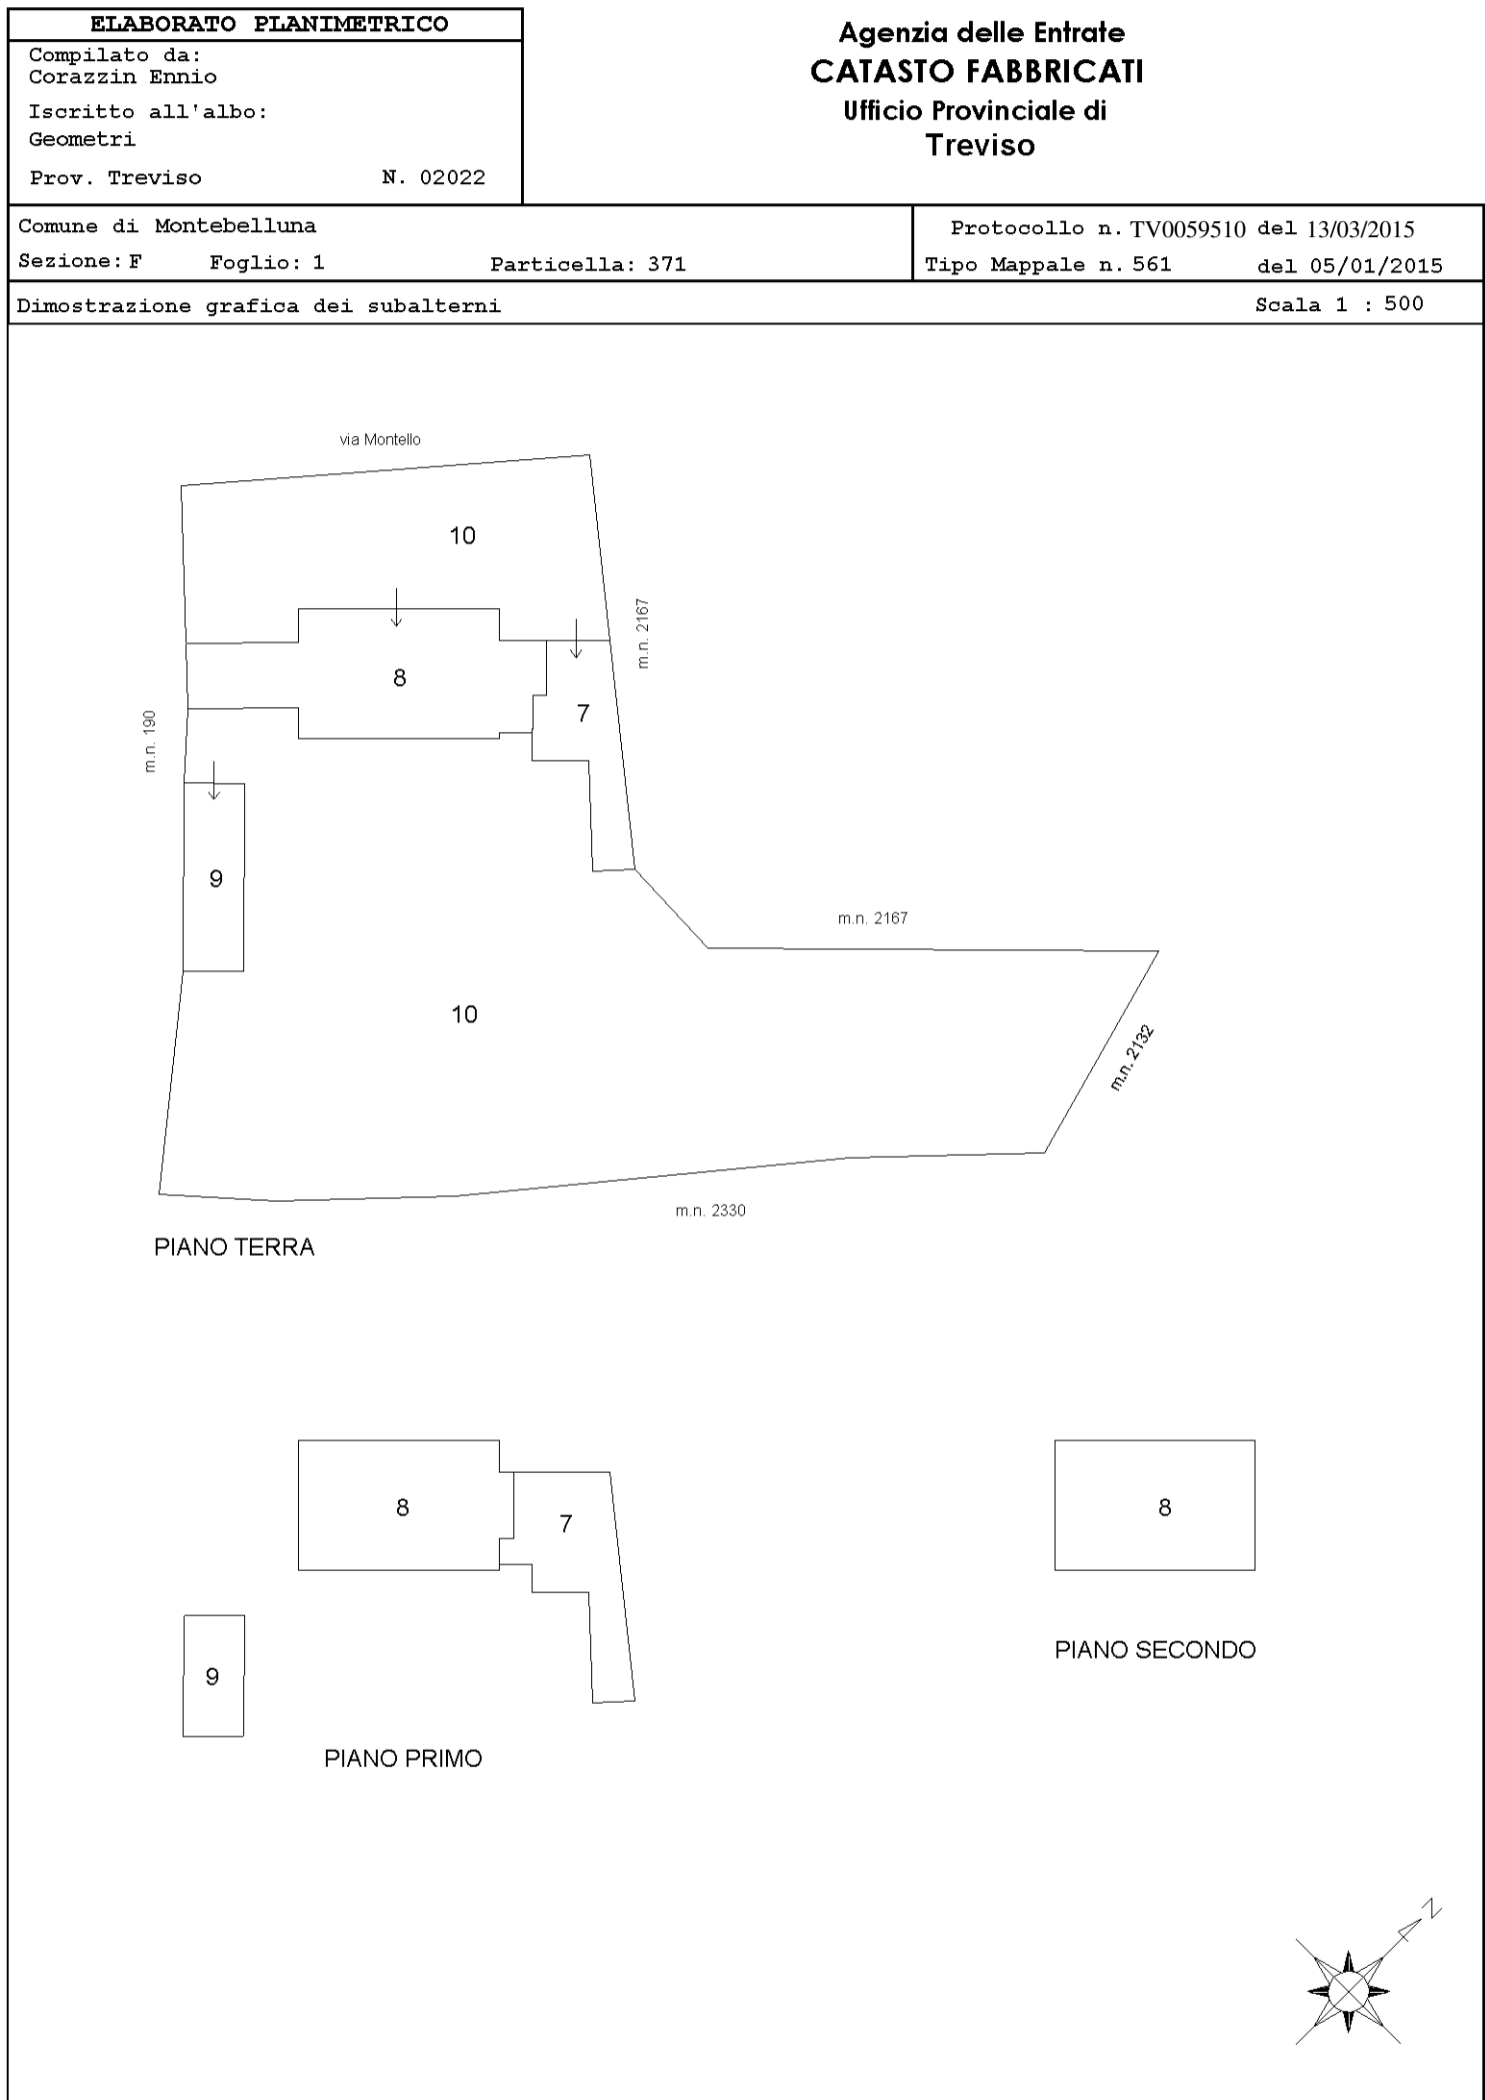 ELABORATO PLANIMETRICO
Compilato da:
Corazzin Ennio
Iscritto all'albo:
Geometri
Prov. Treviso N. 02022
Agenzia delle Entrate
CATASTO FABBRICATI
Ufficio Provinciale di
Treviso
Comune di Montebelluna
Sezione: F Foglio: 1 Particella: 371
Protocollo n. TV0059510 del 13/03/2015
Tipo Mappale n. 561 del 05/01/2015
Dimostrazione grafica dei subalterni Scala 1 : 500
via Montello
10
m.n. 2167
8
7
m.n. 190
9
m.n. 2167
10
m.n. 2132
m.n. 2330
PIANO TERRA
8
7
8
9
PIANO SECONDO
PIANO PRIMO
N